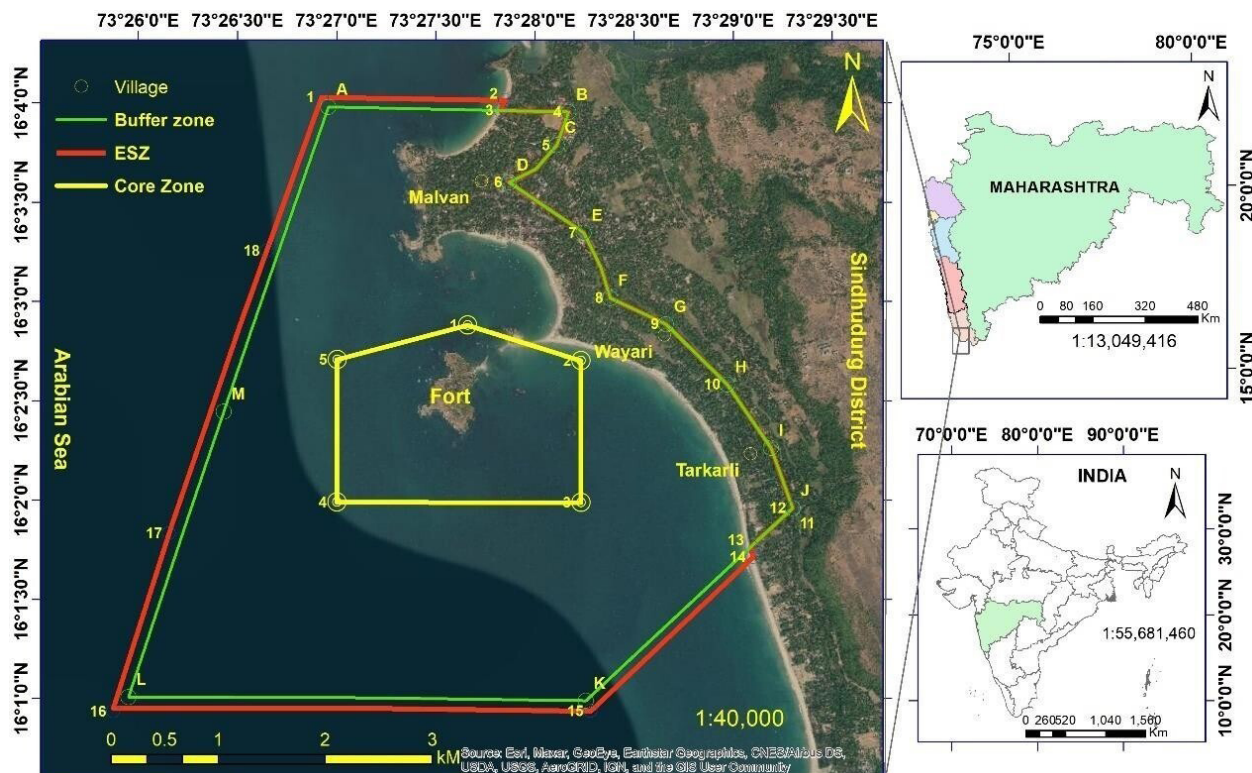 73°26'0"E 73°26'30"E 73°27'0"E 73°27'30"E 73°28'0"E 73°28'30"E 73°29'0"E 73°29'30"E
16°4'0"N
16°3'30"N
16°3'0"N
16°2'30"N
16°2'0"N
16°1'30"N
16°1'0"N
Village
Buffer zone
ESZ
Core Zone
N
1 A
2
3
4 B
C
5
D
6
Malvan
E
7
18
F
8
G
9
1
5
2 Wayari
H
10
Fort
M
I
Tarkarli
4
3
J
12
11
17
13
14
L
K
16
15
Arabian Sea
Sindhudurg District
1:40,000
0 0.5 1 2 3
kM
Source: Esri, Maxar, GeoEye, Earthstar Geographics, CNES/Airbus DS,
USDA, USGS, AeroGRID, IGN, and the GIS User Community
75°0'0"E 80°0'0"E
N
MAHARASHTRA
20°0'0"N
15°0'0"N
0 80 160 320 480
Km
1:13,049,416
70°0'0"E 80°0'0"E 90°0'0"E
INDIA
N
30°0'0"N
20°0'0"N
10°0'0"N
1:55,681,460
0 260 520 1,040 1,560
Km